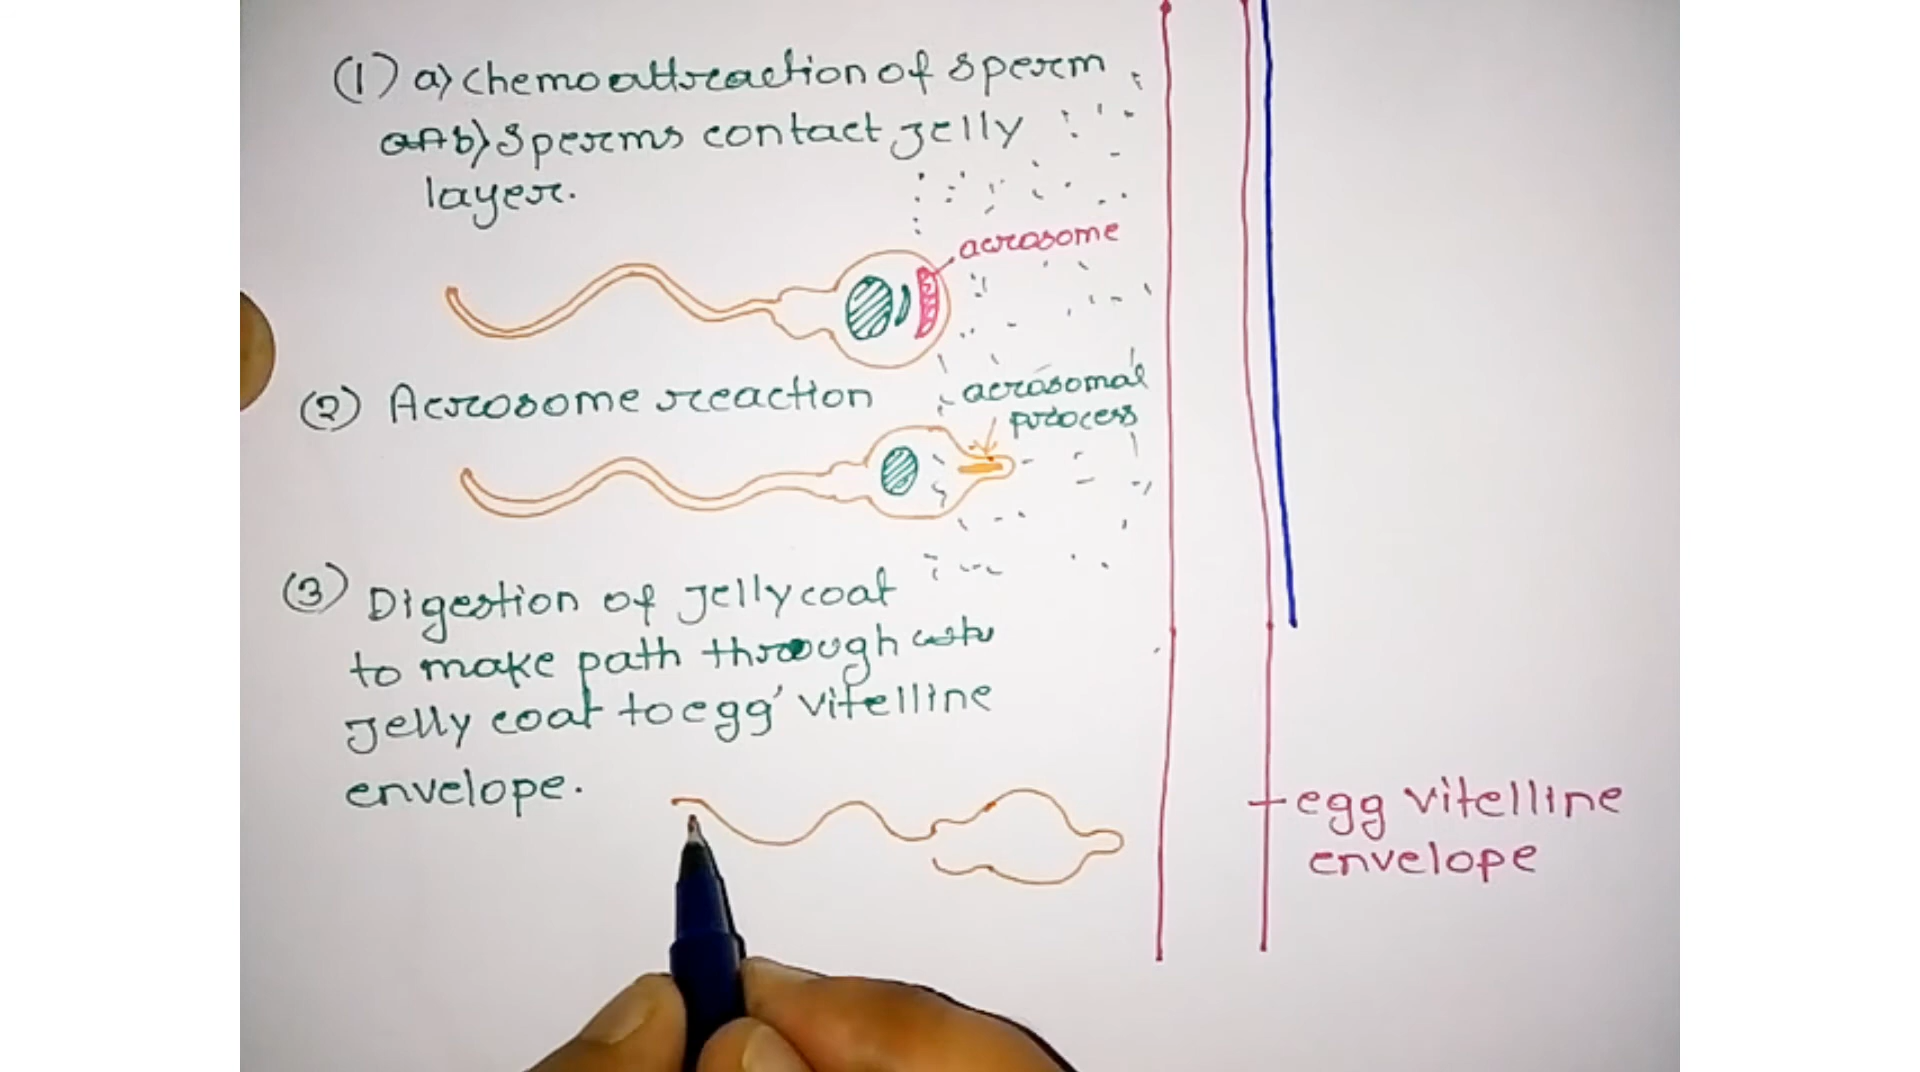 (1) a) chemoattraction of sperm
b) Sperms contact jelly
layer.
acrosome
(2) Acrosome reaction
acrosomal
process
(3) Digestion of jelly coat
to make path through
jelly coat to egg' vitelline
envelope.
egg vitelline
envelope